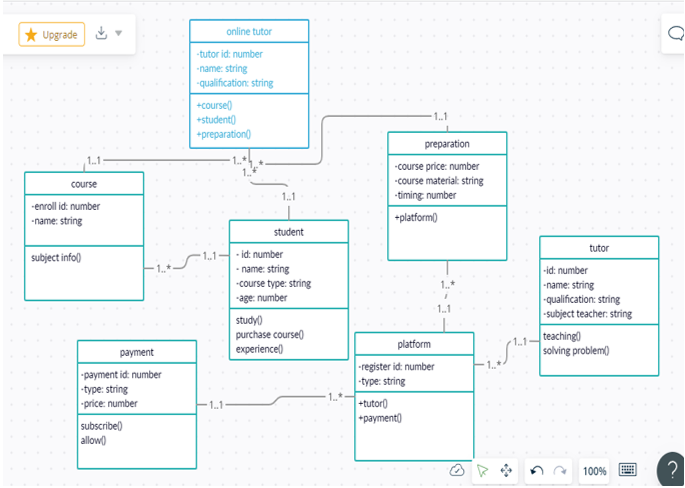 Upgrade
online tutor
-tutor id: number
-name: string
-qualification: string
+course()
+student()
+preparation()
1..1
1..*
1..*
1..*
1..1
1..1
course
-enroll id: number
-name: string
subject info()
1..*
1..1
student
- id: number
- name: string
-course type: string
-age: number
study()
purchase course()
experience()
preparation
-course price: number
-course material: string
-timing: number
+platform()
1..*
1..1
tutor
-id: number
-name: string
-qualification: string
-subject teacher: string
teaching()
solving problem()
payment
-payment id: number
-type: string
-price: number
subscribe()
allow()
1..1
1..*
platform
-register id: number
-type: string
+tutor()
+payment()
1..*
1..1
100%
?